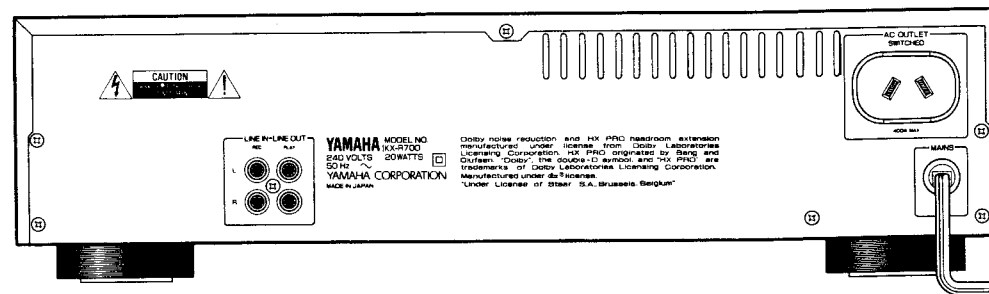 CAUTION
LINE IN LINE OUT
REC PLAY
L
R
YAMAHA MODEL NO.
KX-R700
240 VOLTS 20WATTS
50 Hz ～
YAMAHA CORPORATION
MADE IN JAPAN
Dolby noise reduction and HX PRO headroom extension
manufactured under license from Dolby Laboratories
Licensing Corporation. HX PRO originated by Bang and
Olufsen. "Dolby", the double-D symbol, and "HX PRO" are
trademarks of Dolby Laboratories Licensing Corporation.
Manufactured under dbx® license.
"Under License of Staar S.A., Brussels, Belgium"
AC OUTLET
SWITCHED
400W MAX
MAINS